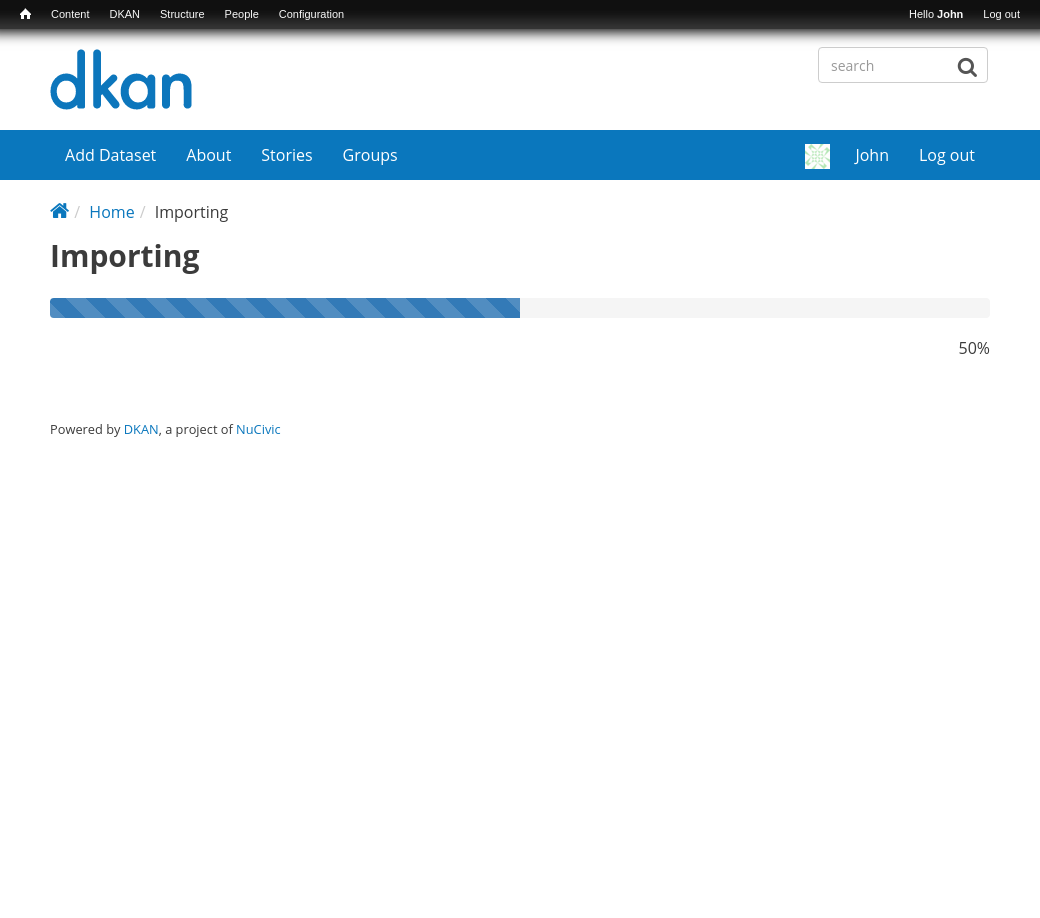 Content DKAN Structure People Configuration Hello John Log out
dkan
search
Add Dataset About Stories Groups John Log out
/ Home / Importing
Importing
50%
Powered by DKAN, a project of NuCivic